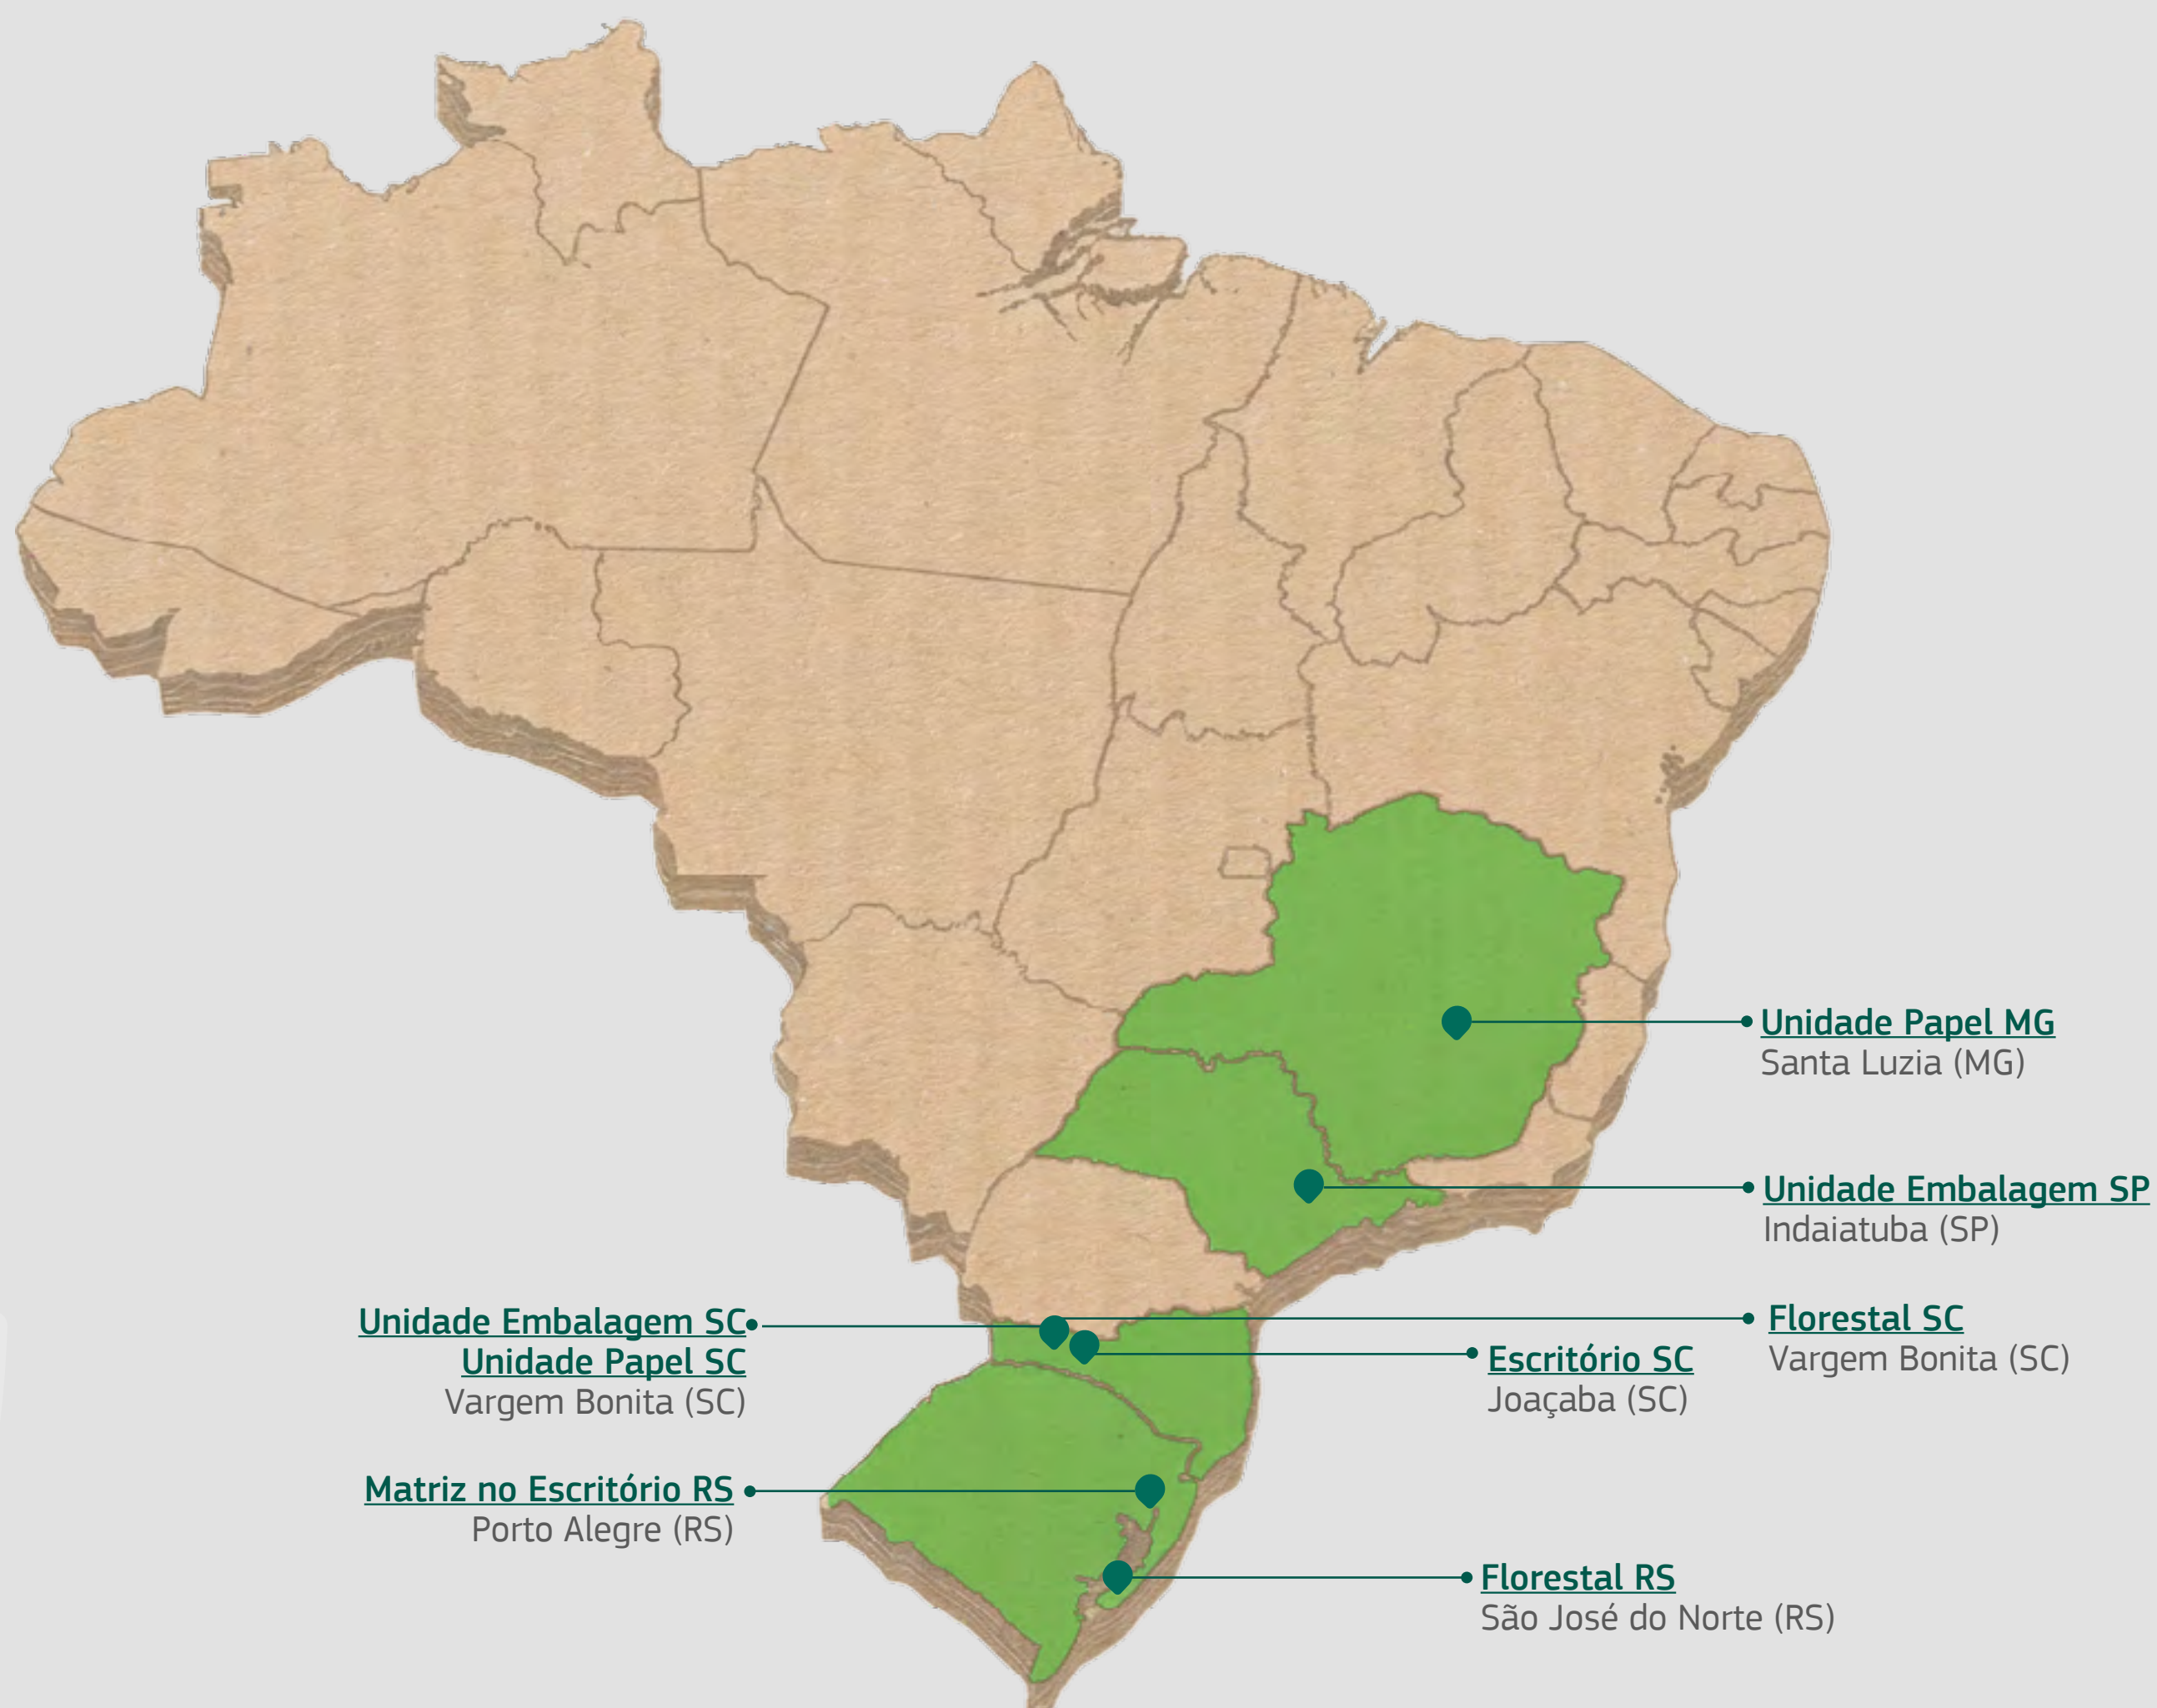 Unidade Papel MG
Santa Luzia (MG)
Unidade Embalagem SP
Indaiatuba (SP)
Unidade Embalagem SC
Unidade Papel SC
Vargem Bonita (SC)
Florestal SC
Vargem Bonita (SC)
Escritório SC
Joaçaba (SC)
Matriz no Escritório RS
Porto Alegre (RS)
Florestal RS
São José do Norte (RS)